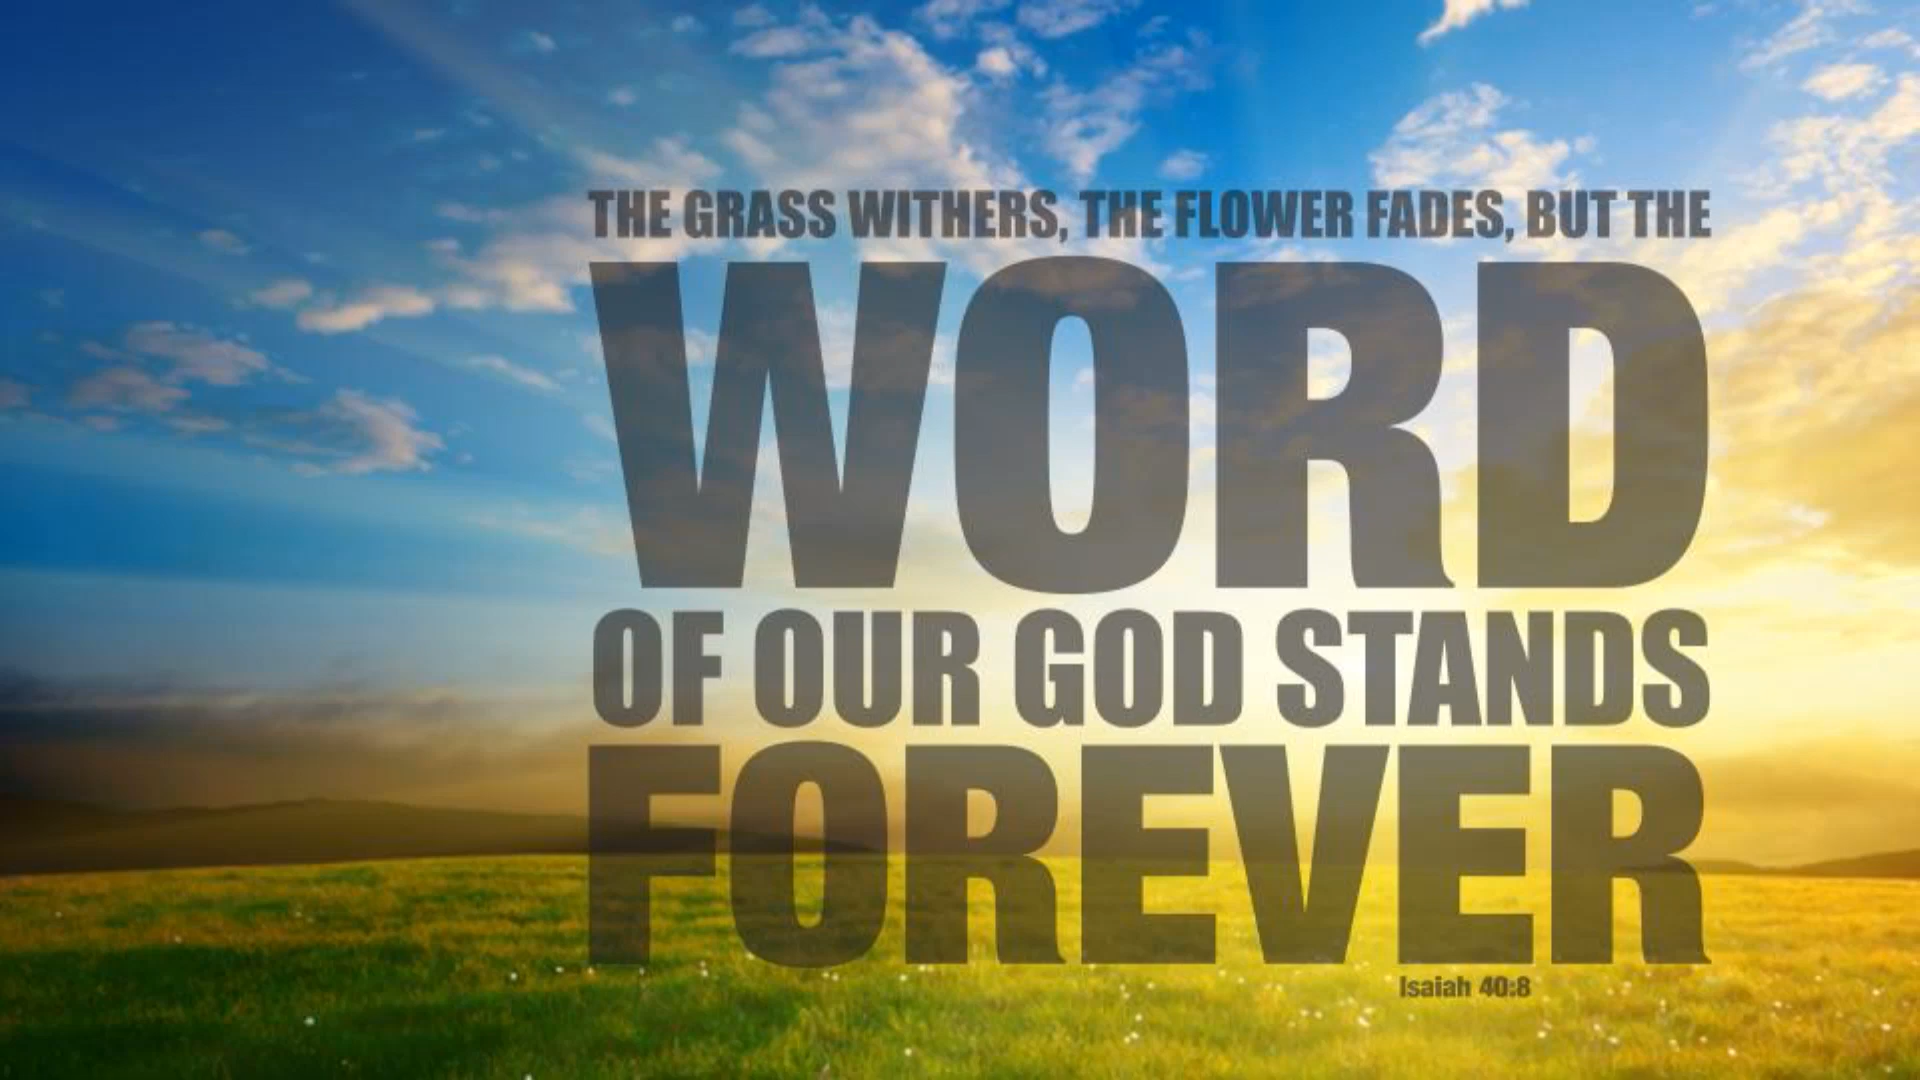 THE GRASS WITHERS, THE FLOWER FADES, BUT THE
WORD
OF OUR GOD STANDS
FOREVER
Isaiah 40:8